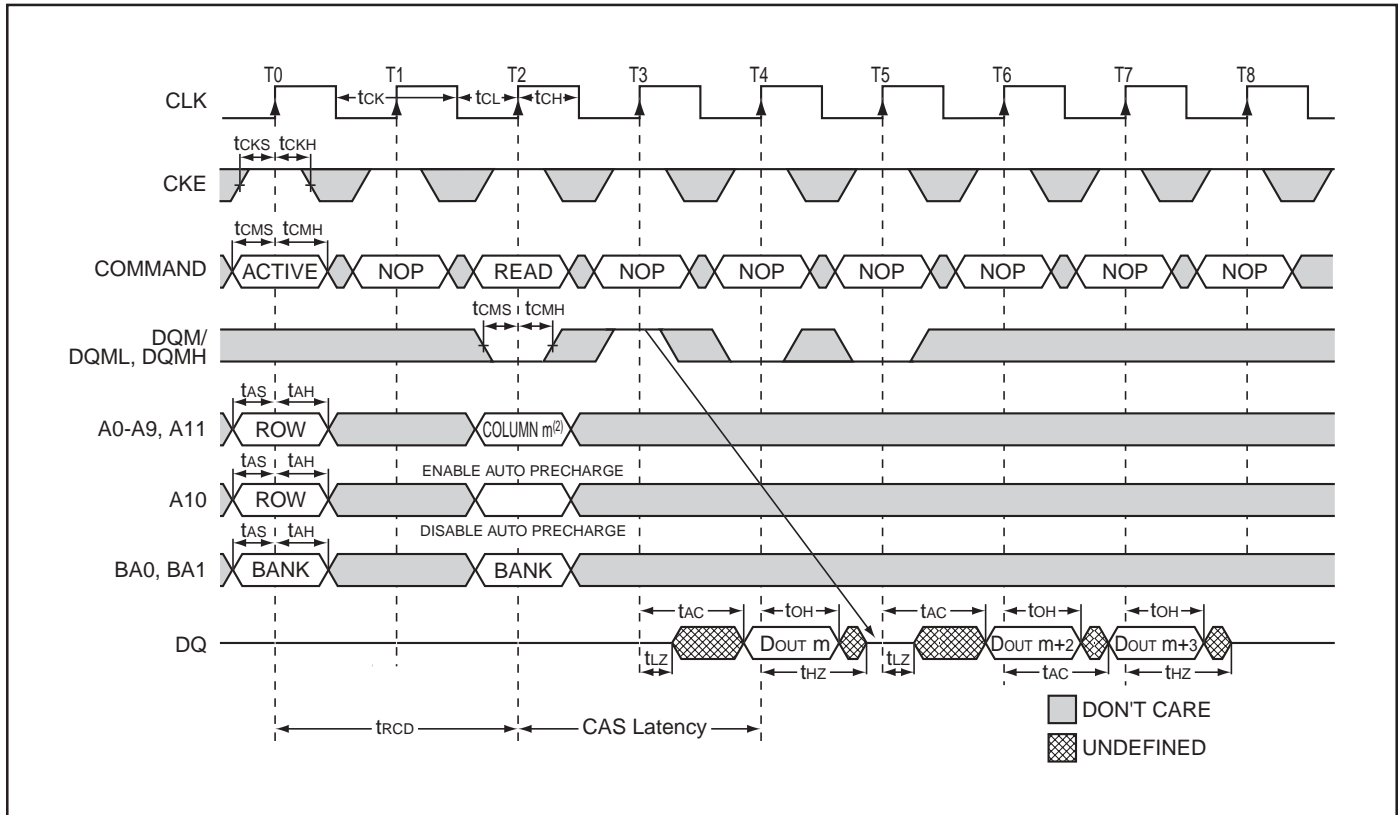 T0 T1 T2 T3 T4 T5 T6 T7 T8
CLK tCK tCL tCH
tCKS tCKH
CKE
tCMS tCMH
COMMAND ACTIVE NOP READ NOP NOP NOP NOP NOP NOP
tCMS tCMH
DQM/
DQML, DQMH
tAS tAH
A0-A9, A11 ROW COLUMN m(2)
tAS tAH ENABLE AUTO PRECHARGE
A10 ROW
tAS tAH DISABLE AUTO PRECHARGE
BA0, BA1 BANK BANK
tAC tOH tAC tOH tOH
DQ DOUT m DOUT m+2 DOUT m+3
tLZ tHZ tLZ tAC tHZ
tRCD CAS Latency
DON'T CARE
UNDEFINED